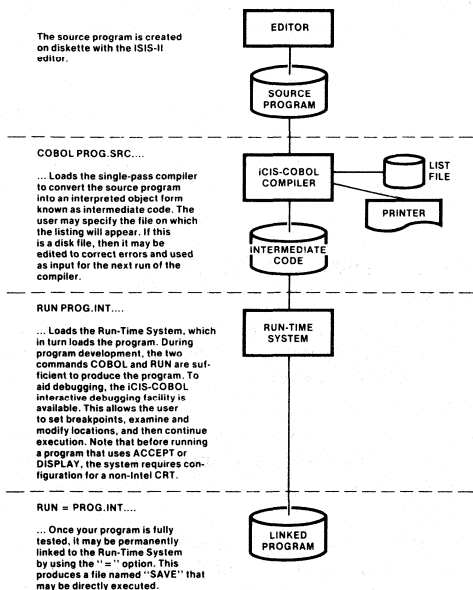 The source program is created
on diskette with the ISIS-II
editor.
EDITOR
SOURCE
PROGRAM
COBOL PROG.SRC....
... Loads the single-pass compiler
to convert the source program
into an interpreted object form
known as intermediate code. The
user may specify the file on which
the listing will appear. If this
is a disk file, then it may be
edited to correct errors and used
as input for the next run of the
compiler.
iCIS-COBOL
COMPILER
LIST
FILE
PRINTER
INTERMEDIATE
CODE
RUN PROG.INT....
... Loads the Run-Time System, which
in turn loads the program. During
program development, the two
commands COBOL and RUN are suf-
ficient to produce the program. To
aid debugging, the iCIS-COBOL
interactive debugging facility is
available. This allows the user
to set breakpoints, examine and
modify locations, and then continue
execution. Note that before running
a program that uses ACCEPT or
DISPLAY, the system requires con-
figuration for a non-Intel CRT.
RUN-TIME
SYSTEM
RUN = PROG.INT....
... Once your program is fully
tested, it may be permanently
linked to the Run-Time System
by using the "=" option. This
produces a file named "SAVE" that
may be directly executed.
LINKED
PROGRAM